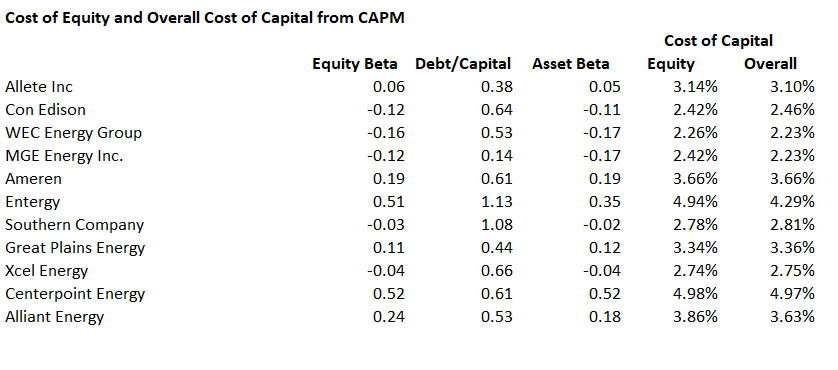 Cost of Equity and Overall Cost of Capital from CAPM
Cost of Capital
Equity Beta Debt/Capital Asset Beta Equity Overall
Allete Inc 0.06 0.38 0.05 3.14% 3.10%
Con Edison -0.12 0.64 -0.11 2.42% 2.46%
WEC Energy Group -0.16 0.53 -0.17 2.26% 2.23%
MGE Energy Inc. -0.12 0.14 -0.17 2.42% 2.23%
Ameren 0.19 0.61 0.19 3.66% 3.66%
Entergy 0.51 1.13 0.35 4.94% 4.29%
Southern Company -0.03 1.08 -0.02 2.78% 2.81%
Great Plains Energy 0.11 0.44 0.12 3.34% 3.36%
Xcel Energy -0.04 0.66 -0.04 2.74% 2.75%
Centerpoint Energy 0.52 0.61 0.52 4.98% 4.97%
Alliant Energy 0.24 0.53 0.18 3.86% 3.63%